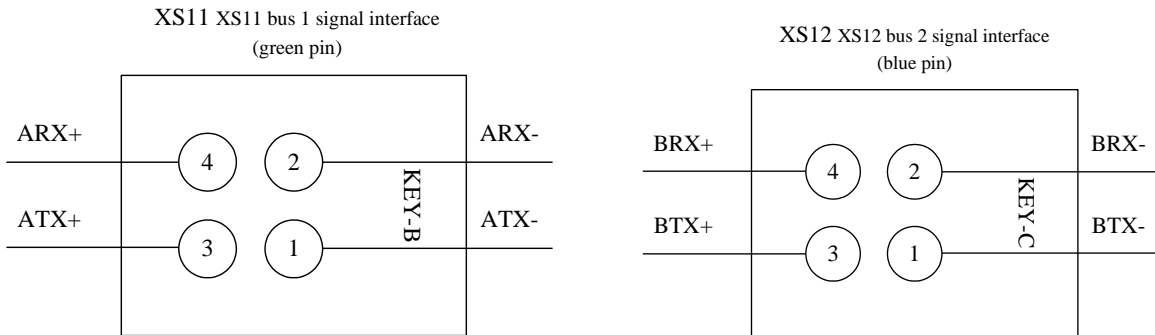 XS11 XS11 bus 1 signal interface
(green pin)
ARX+ 4 2 ARX-
KEY-B
ATX+ 3 1 ATX-
XS12 XS12 bus 2 signal interface
(blue pin)
BRX+ 4 2 BRX-
KEY-C
BTX+ 3 1 BTX-